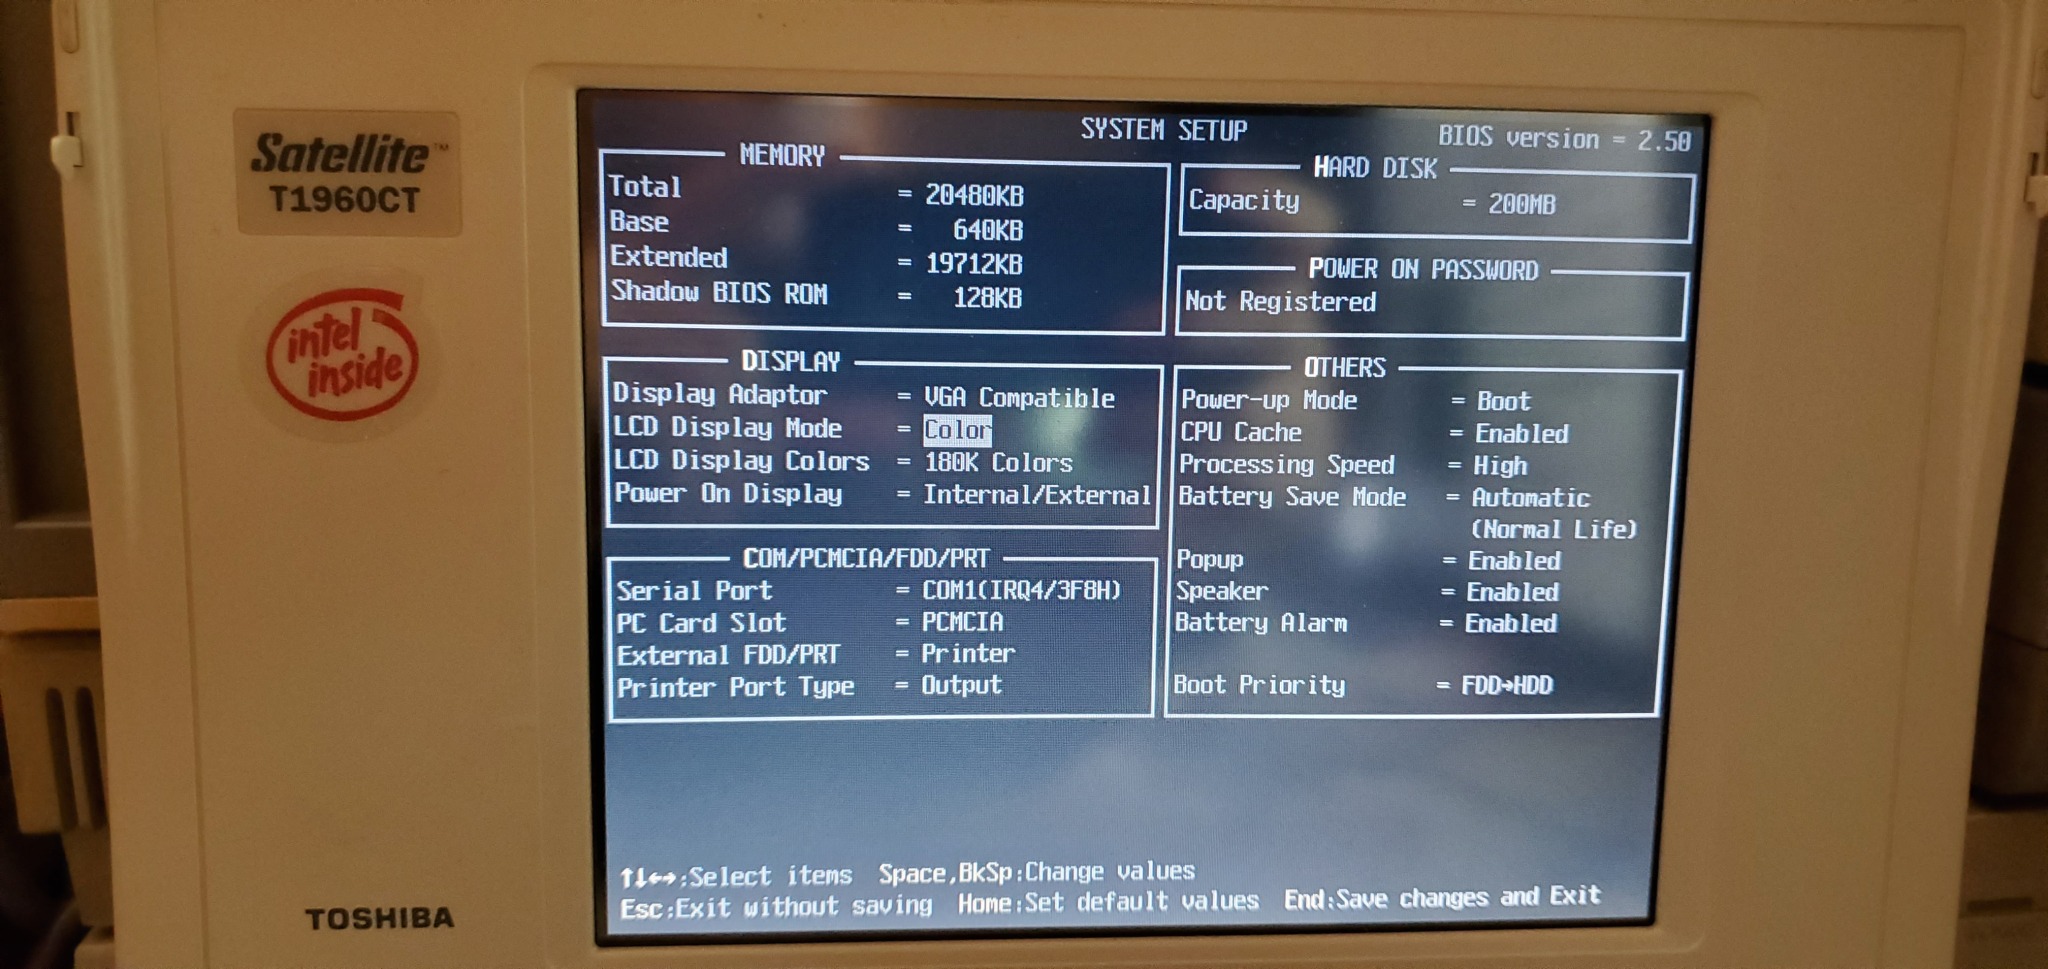 Satellite™
T1960CT
intel
inside
TOSHIBA
SYSTEM SETUP
BIOS version = 2.50
MEMORY
Total = 20480KB
Base = 640KB
Extended = 19712KB
Shadow BIOS ROM = 128KB
HARD DISK
Capacity = 200MB
POWER ON PASSWORD
Not Registered
DISPLAY
Display Adaptor = VGA Compatible
LCD Display Mode = Color
LCD Display Colors = 180K Colors
Power On Display = Internal/External
OTHERS
Power-up Mode = Boot
CPU Cache = Enabled
Processing Speed = High
Battery Save Mode = Automatic
(Normal Life)
Popup = Enabled
Speaker = Enabled
Battery Alarm = Enabled
Boot Priority = FDD→HDD
COM/PCMCIA/FDD/PRT
Serial Port = COM1(IRQ4/3F8H)
PC Card Slot = PCMCIA
External FDD/PRT = Printer
Printer Port Type = Output
↑↓←→:Select items Space,BkSp:Change values
Esc:Exit without saving Home:Set default values End:Save changes and Exit